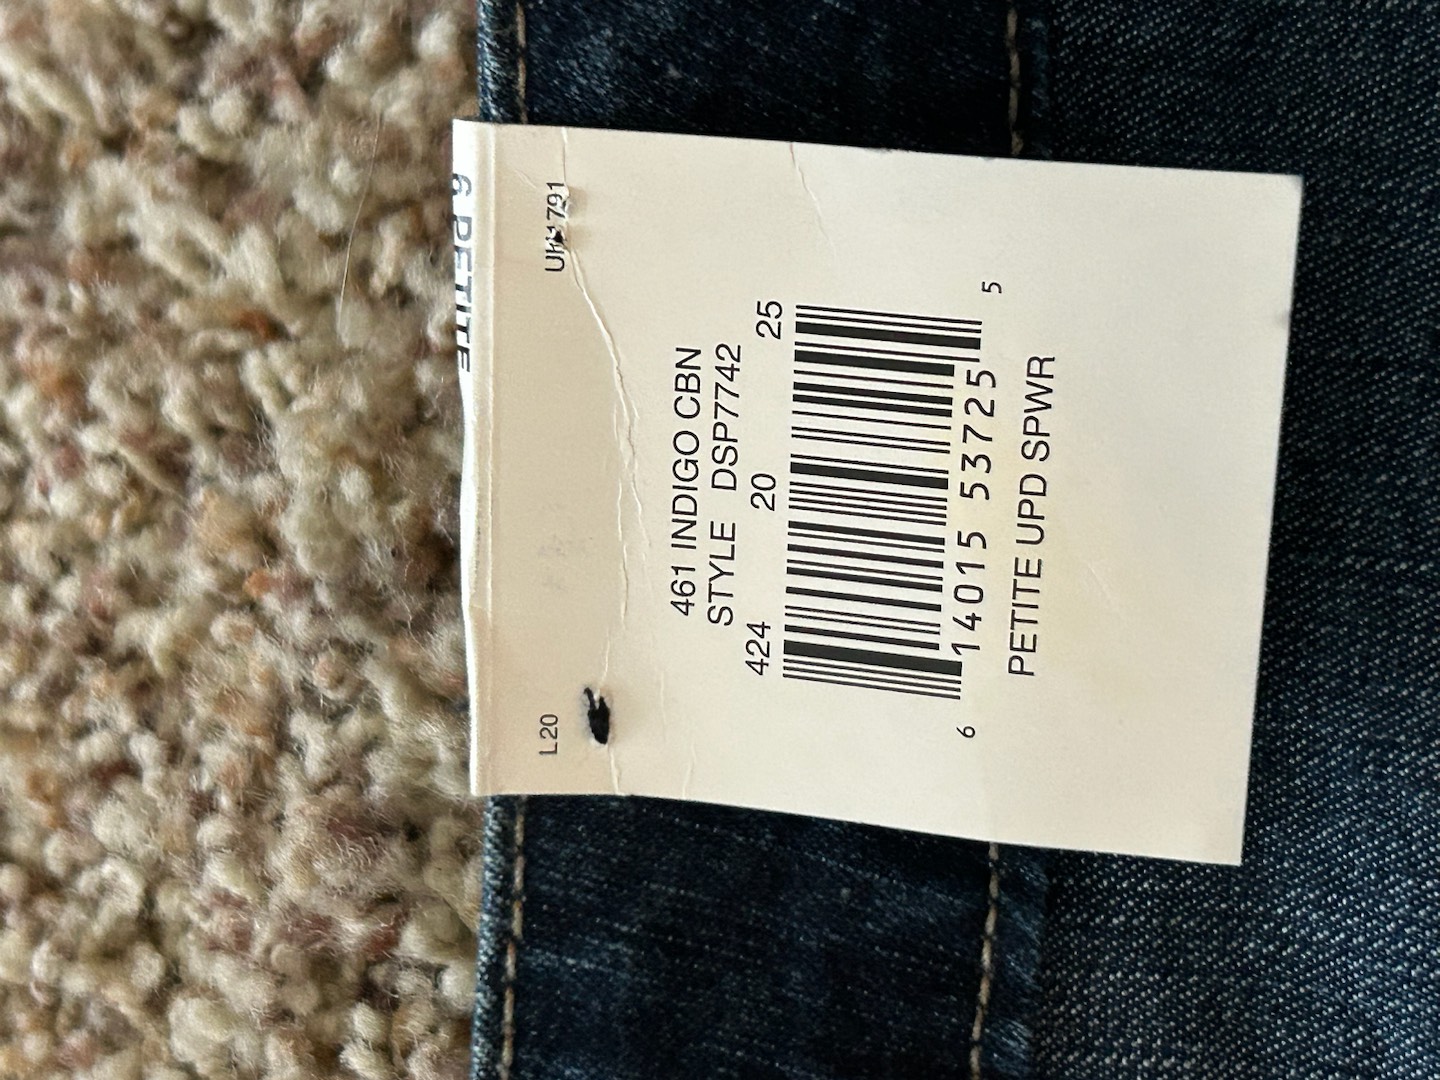 6 PETITE
L20
461 INDIGO CBN
STYLE DSP7742
424 20 25
6 14015 53725 5
PETITE UPD SPWR